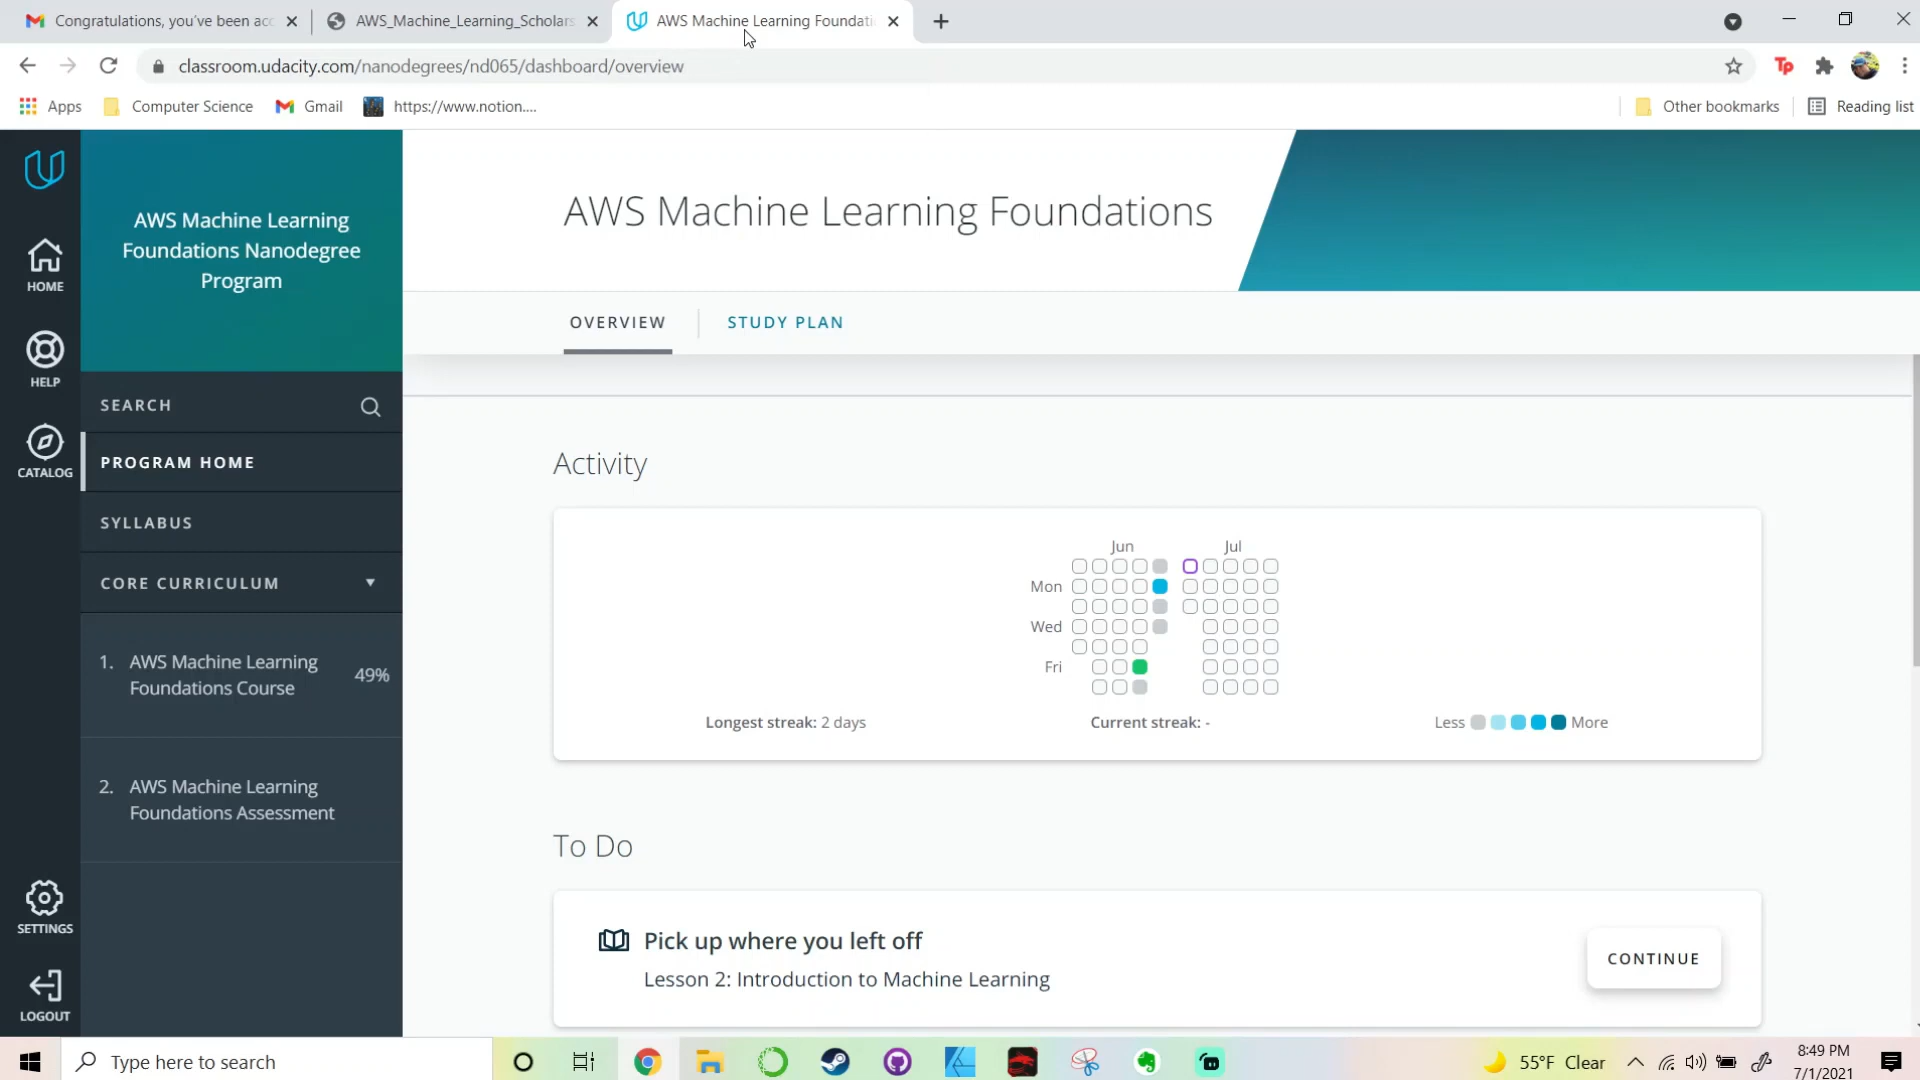 Congratulations, you've been acc
AWS_Machine_Learning_Scholars
AWS Machine Learning Foundati
classroom.udacity.com/nanodegrees/nd065/dashboard/overview
Tp
Apps
Computer Science
Gmail
https://www.notion....
Other bookmarks
Reading list
HOME
HELP
CATALOG
SETTINGS
LOGOUT
AWS Machine Learning
Foundations Nanodegree
Program
SEARCH
PROGRAM HOME
SYLLABUS
CORE CURRICULUM
1. AWS Machine Learning
Foundations Course
49%
2. AWS Machine Learning
Foundations Assessment
AWS Machine Learning Foundations
OVERVIEW
STUDY PLAN
Activity
Jun
Jul
Mon
Wed
Fri
Longest streak: 2 days
Current streak: -
Less
More
To Do
Pick up where you left off
Lesson 2: Introduction to Machine Learning
CONTINUE
Type here to search
55°F Clear
8:49 PM
7/1/2021